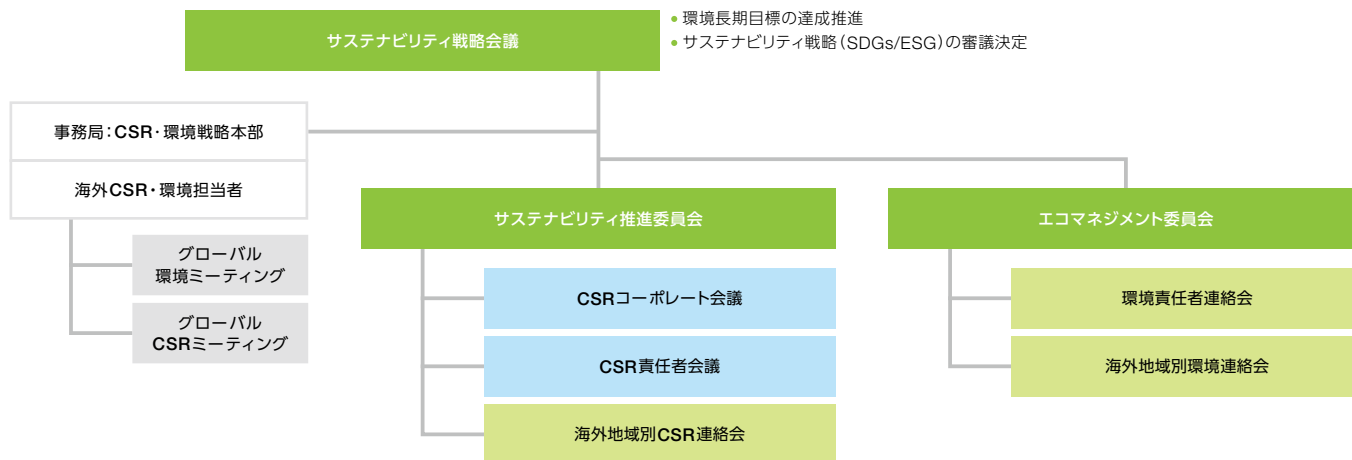 サステナビリティ戦略会議
● 環境長期目標の達成推進
● サステナビリティ戦略（SDGs/ESG）の審議決定
事務局：CSR・環境戦略本部
海外CSR・環境担当者
グローバル
環境ミーティング
グローバル
CSRミーティング
サステナビリティ推進委員会
CSRコーポレート会議
CSR責任者会議
海外地域別CSR連絡会
エコマネジメント委員会
環境責任者連絡会
海外地域別環境連絡会